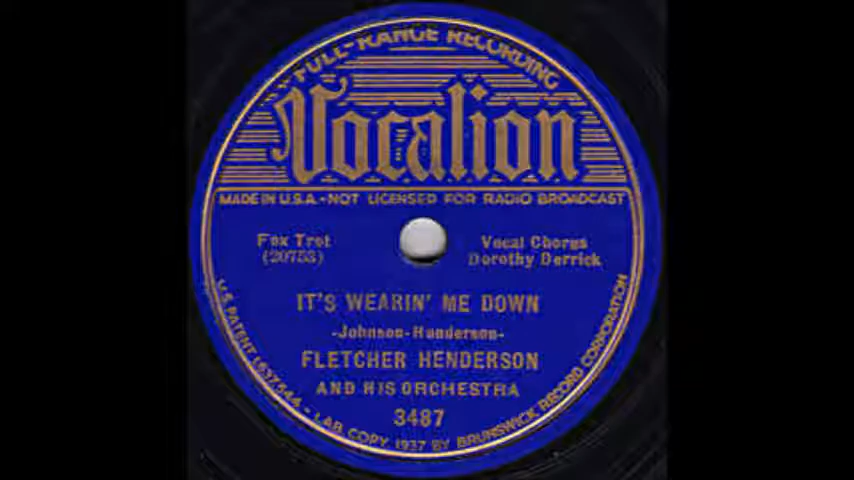 FULL-RANGE RECORDING
Vocalion
MADE IN U.S.A.-NOT LICENSED FOR RADIO BROADCAST
Fox Trot
(20753)
Vocal Chorus
Dorothy Derrick
IT'S WEARIN' ME DOWN
-Johnson-Henderson-
FLETCHER HENDERSON
AND HIS ORCHESTRA
3487
U.S. PATENT 1637544 - LAB. COPY. 1937 BY BRUNSWICK RECORD CORPORATION